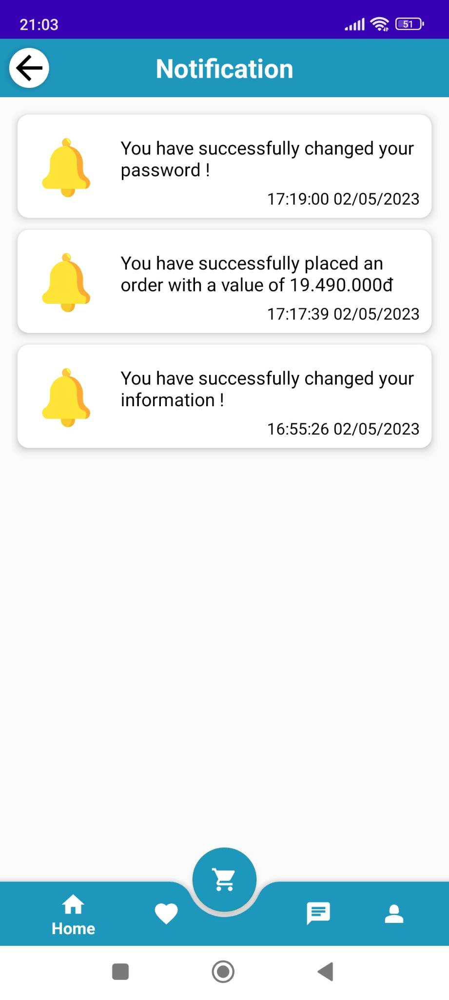 21:03
51
Notification
You have successfully changed your
password !
17:19:00 02/05/2023
You have successfully placed an
order with a value of 19.490.000đ
17:17:39 02/05/2023
You have successfully changed your
information !
16:55:26 02/05/2023
Home